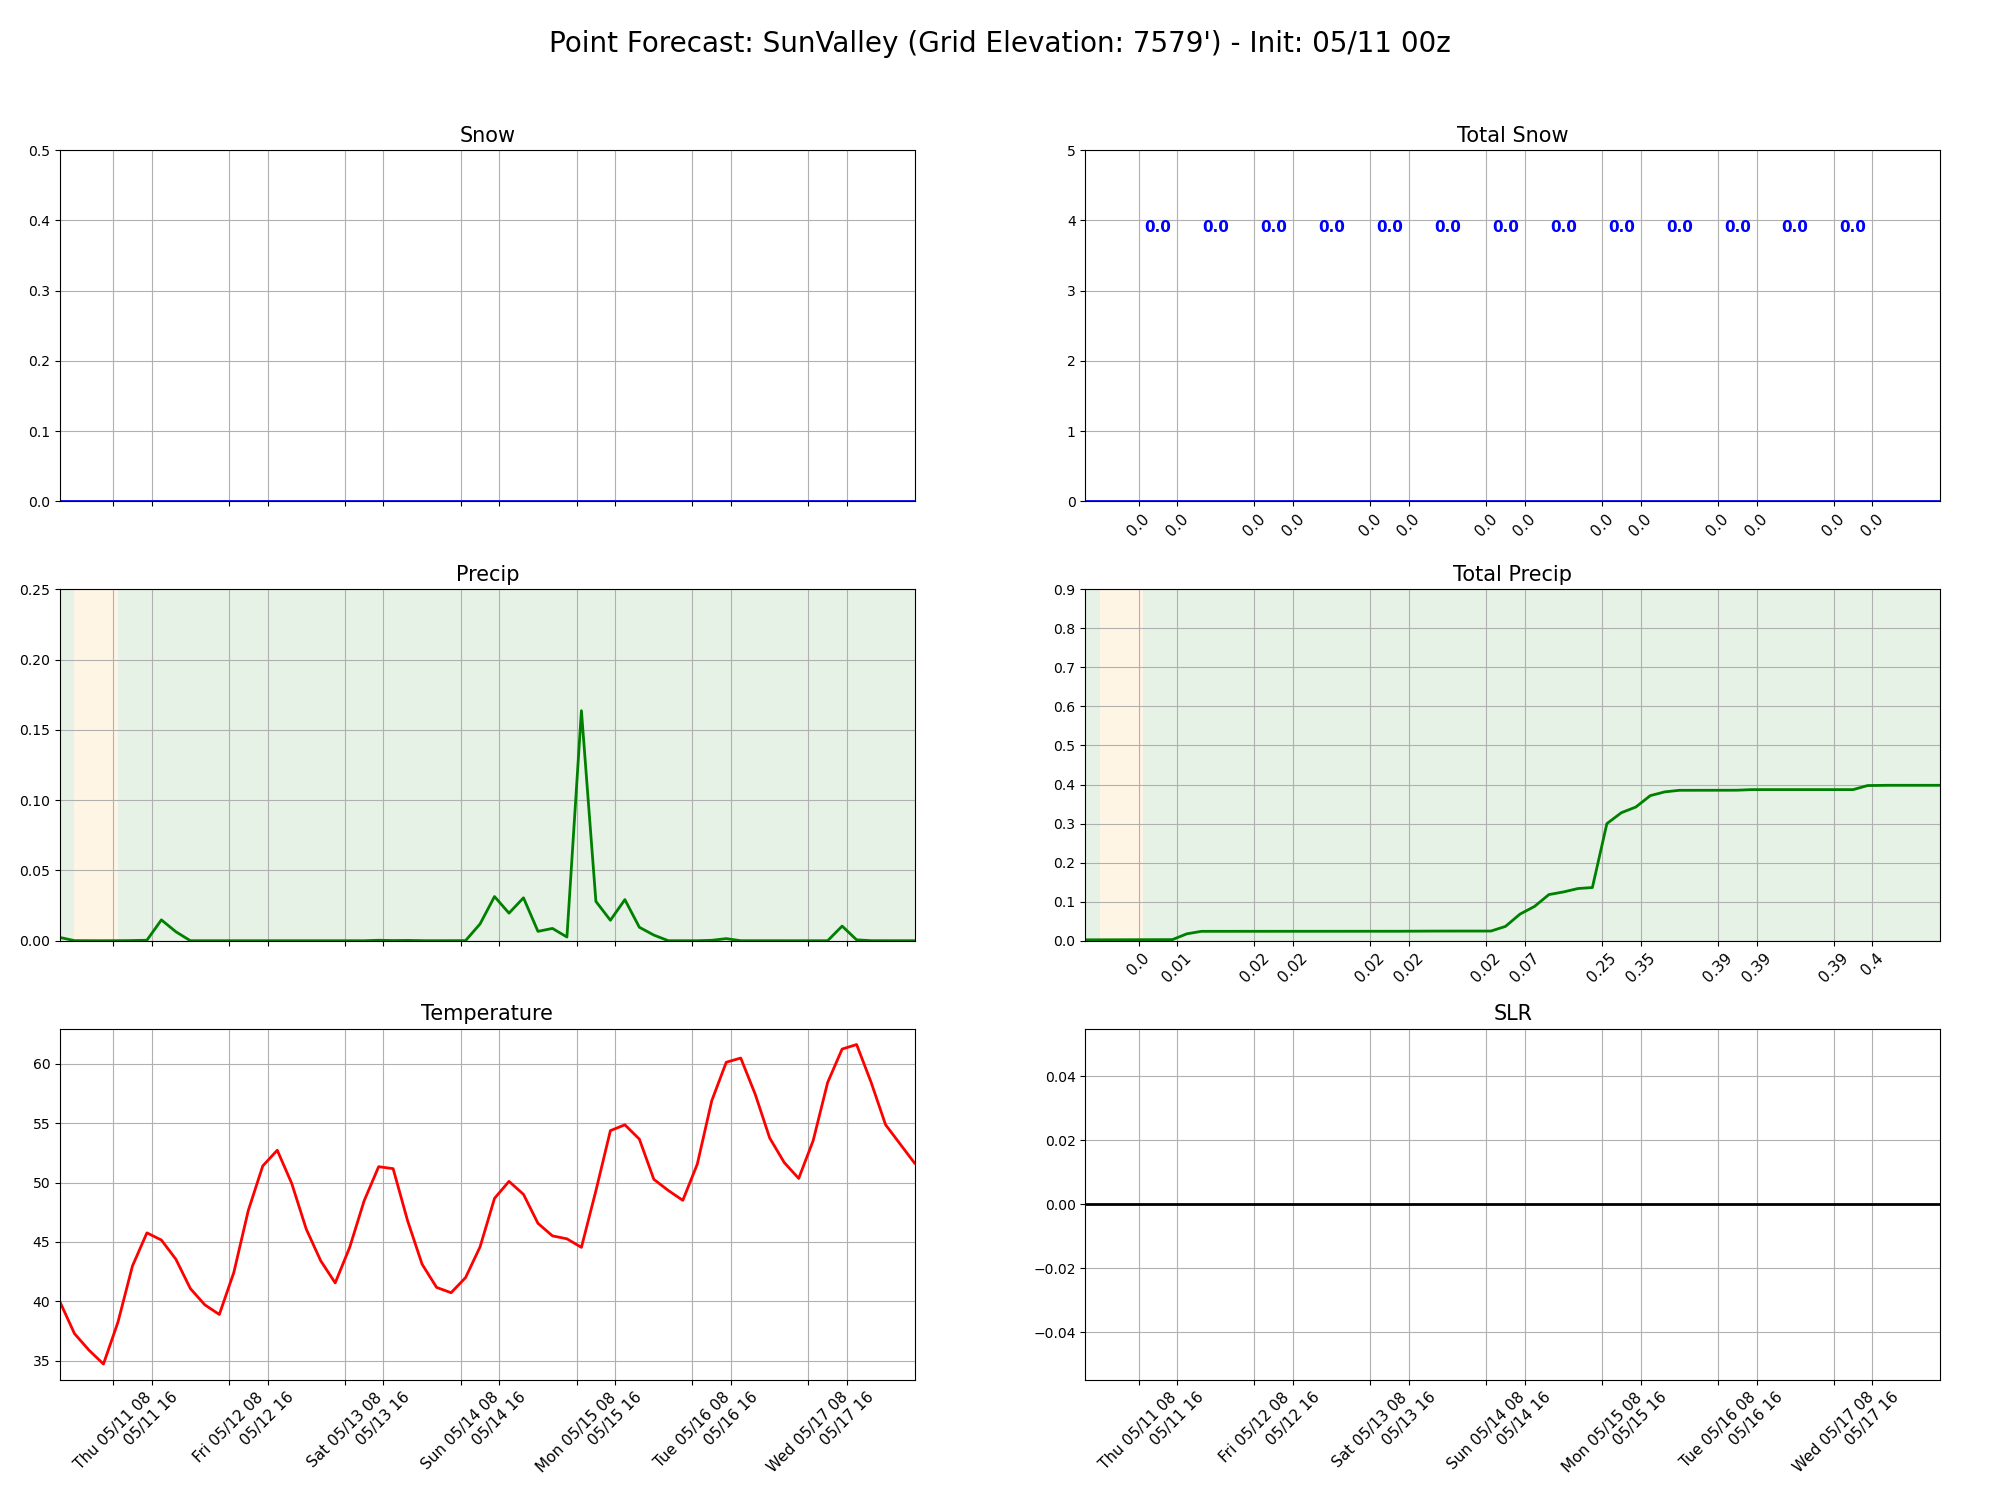 Point Forecast: SunValley (Grid Elevation: 7579') - Init: 05/11 00z
Snow
0.5
0.4
0.3
0.2
0.1
0.0
Total Snow
5
4
3
2
1
0
0.0 0.0 0.0 0.0 0.0 0.0 0.0 0.0 0.0 0.0 0.0 0.0 0.0
0.0 0.0 0.0 0.0 0.0 0.0 0.0 0.0 0.0 0.0 0.0 0.0 0.0 0.0
Precip
0.25
0.20
0.15
0.10
0.05
0.00
Total Precip
0.9
0.8
0.7
0.6
0.5
0.4
0.3
0.2
0.1
0.0
0.0 0.01 0.02 0.02 0.02 0.02 0.02 0.07 0.25 0.35 0.39 0.39 0.39 0.4
Temperature
60
55
50
45
40
35
Thu 05/11 08
05/11 16
Fri 05/12 08
05/12 16
Sat 05/13 08
05/13 16
Sun 05/14 08
05/14 16
Mon 05/15 08
05/15 16
Tue 05/16 08
05/16 16
Wed 05/17 08
05/17 16
SLR
0.04
0.02
0.00
−0.02
−0.04
Thu 05/11 08
05/11 16
Fri 05/12 08
05/12 16
Sat 05/13 08
05/13 16
Sun 05/14 08
05/14 16
Mon 05/15 08
05/15 16
Tue 05/16 08
05/16 16
Wed 05/17 08
05/17 16